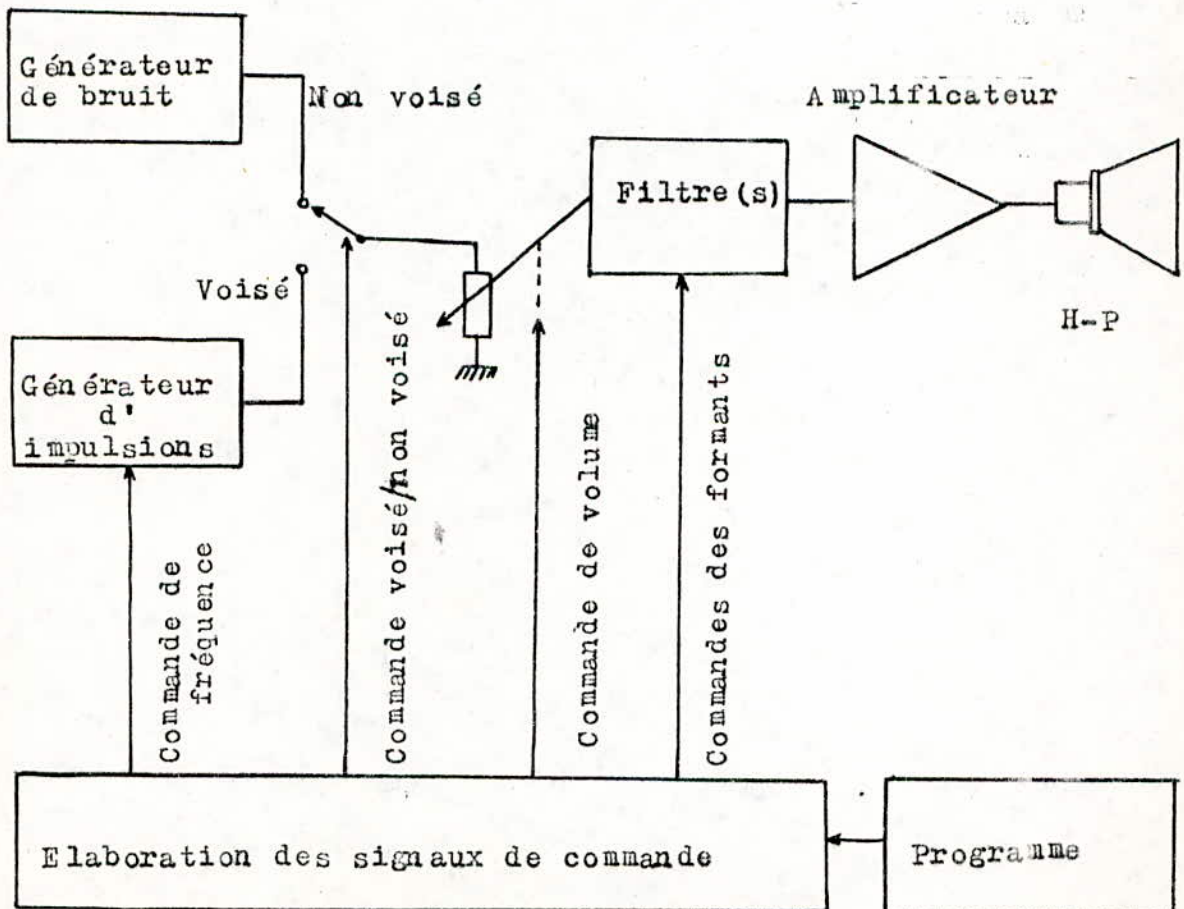 Générateur
de bruit
Non voisé
Amplificateur
Filtre(s)
Voisé
H-P
Générateur
d'
impulsions
Commande de
fréquence
Commande voisé/non voisé
Commande de volume
Commandes des formants
Elaboration des signaux de commande
Programme